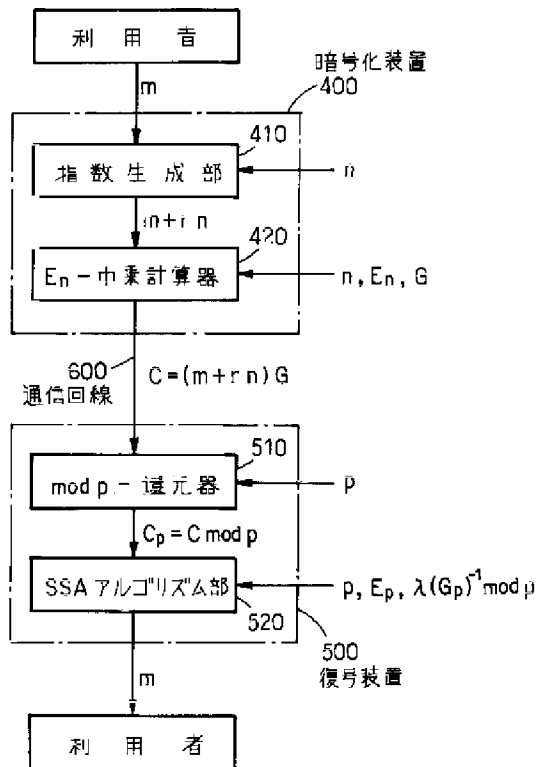 利用者
m
暗号化装置
400
410
指数生成部
n
m+r n
420
En－巾乗計算器
n, En, G
600
通信回線
C=(m+r n)G
510
mod p－還元器
p
Cp=C mod p
SSAアルゴリズム部
520
p, Ep, λ(Gp)⁻¹mod p
500
復号装置
m
利用者